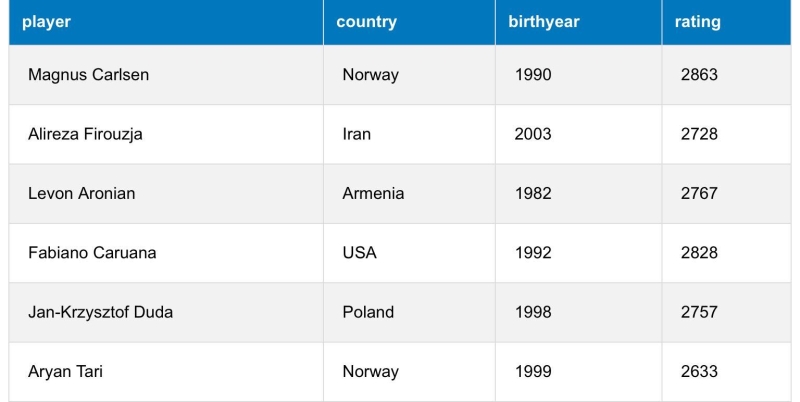 player country birthyear rating
Magnus Carlsen Norway 1990 2863
Alireza Firouzja Iran 2003 2728
Levon Aronian Armenia 1982 2767
Fabiano Caruana USA 1992 2828
Jan-Krzysztof Duda Poland 1998 2757
Aryan Tari Norway 1999 2633